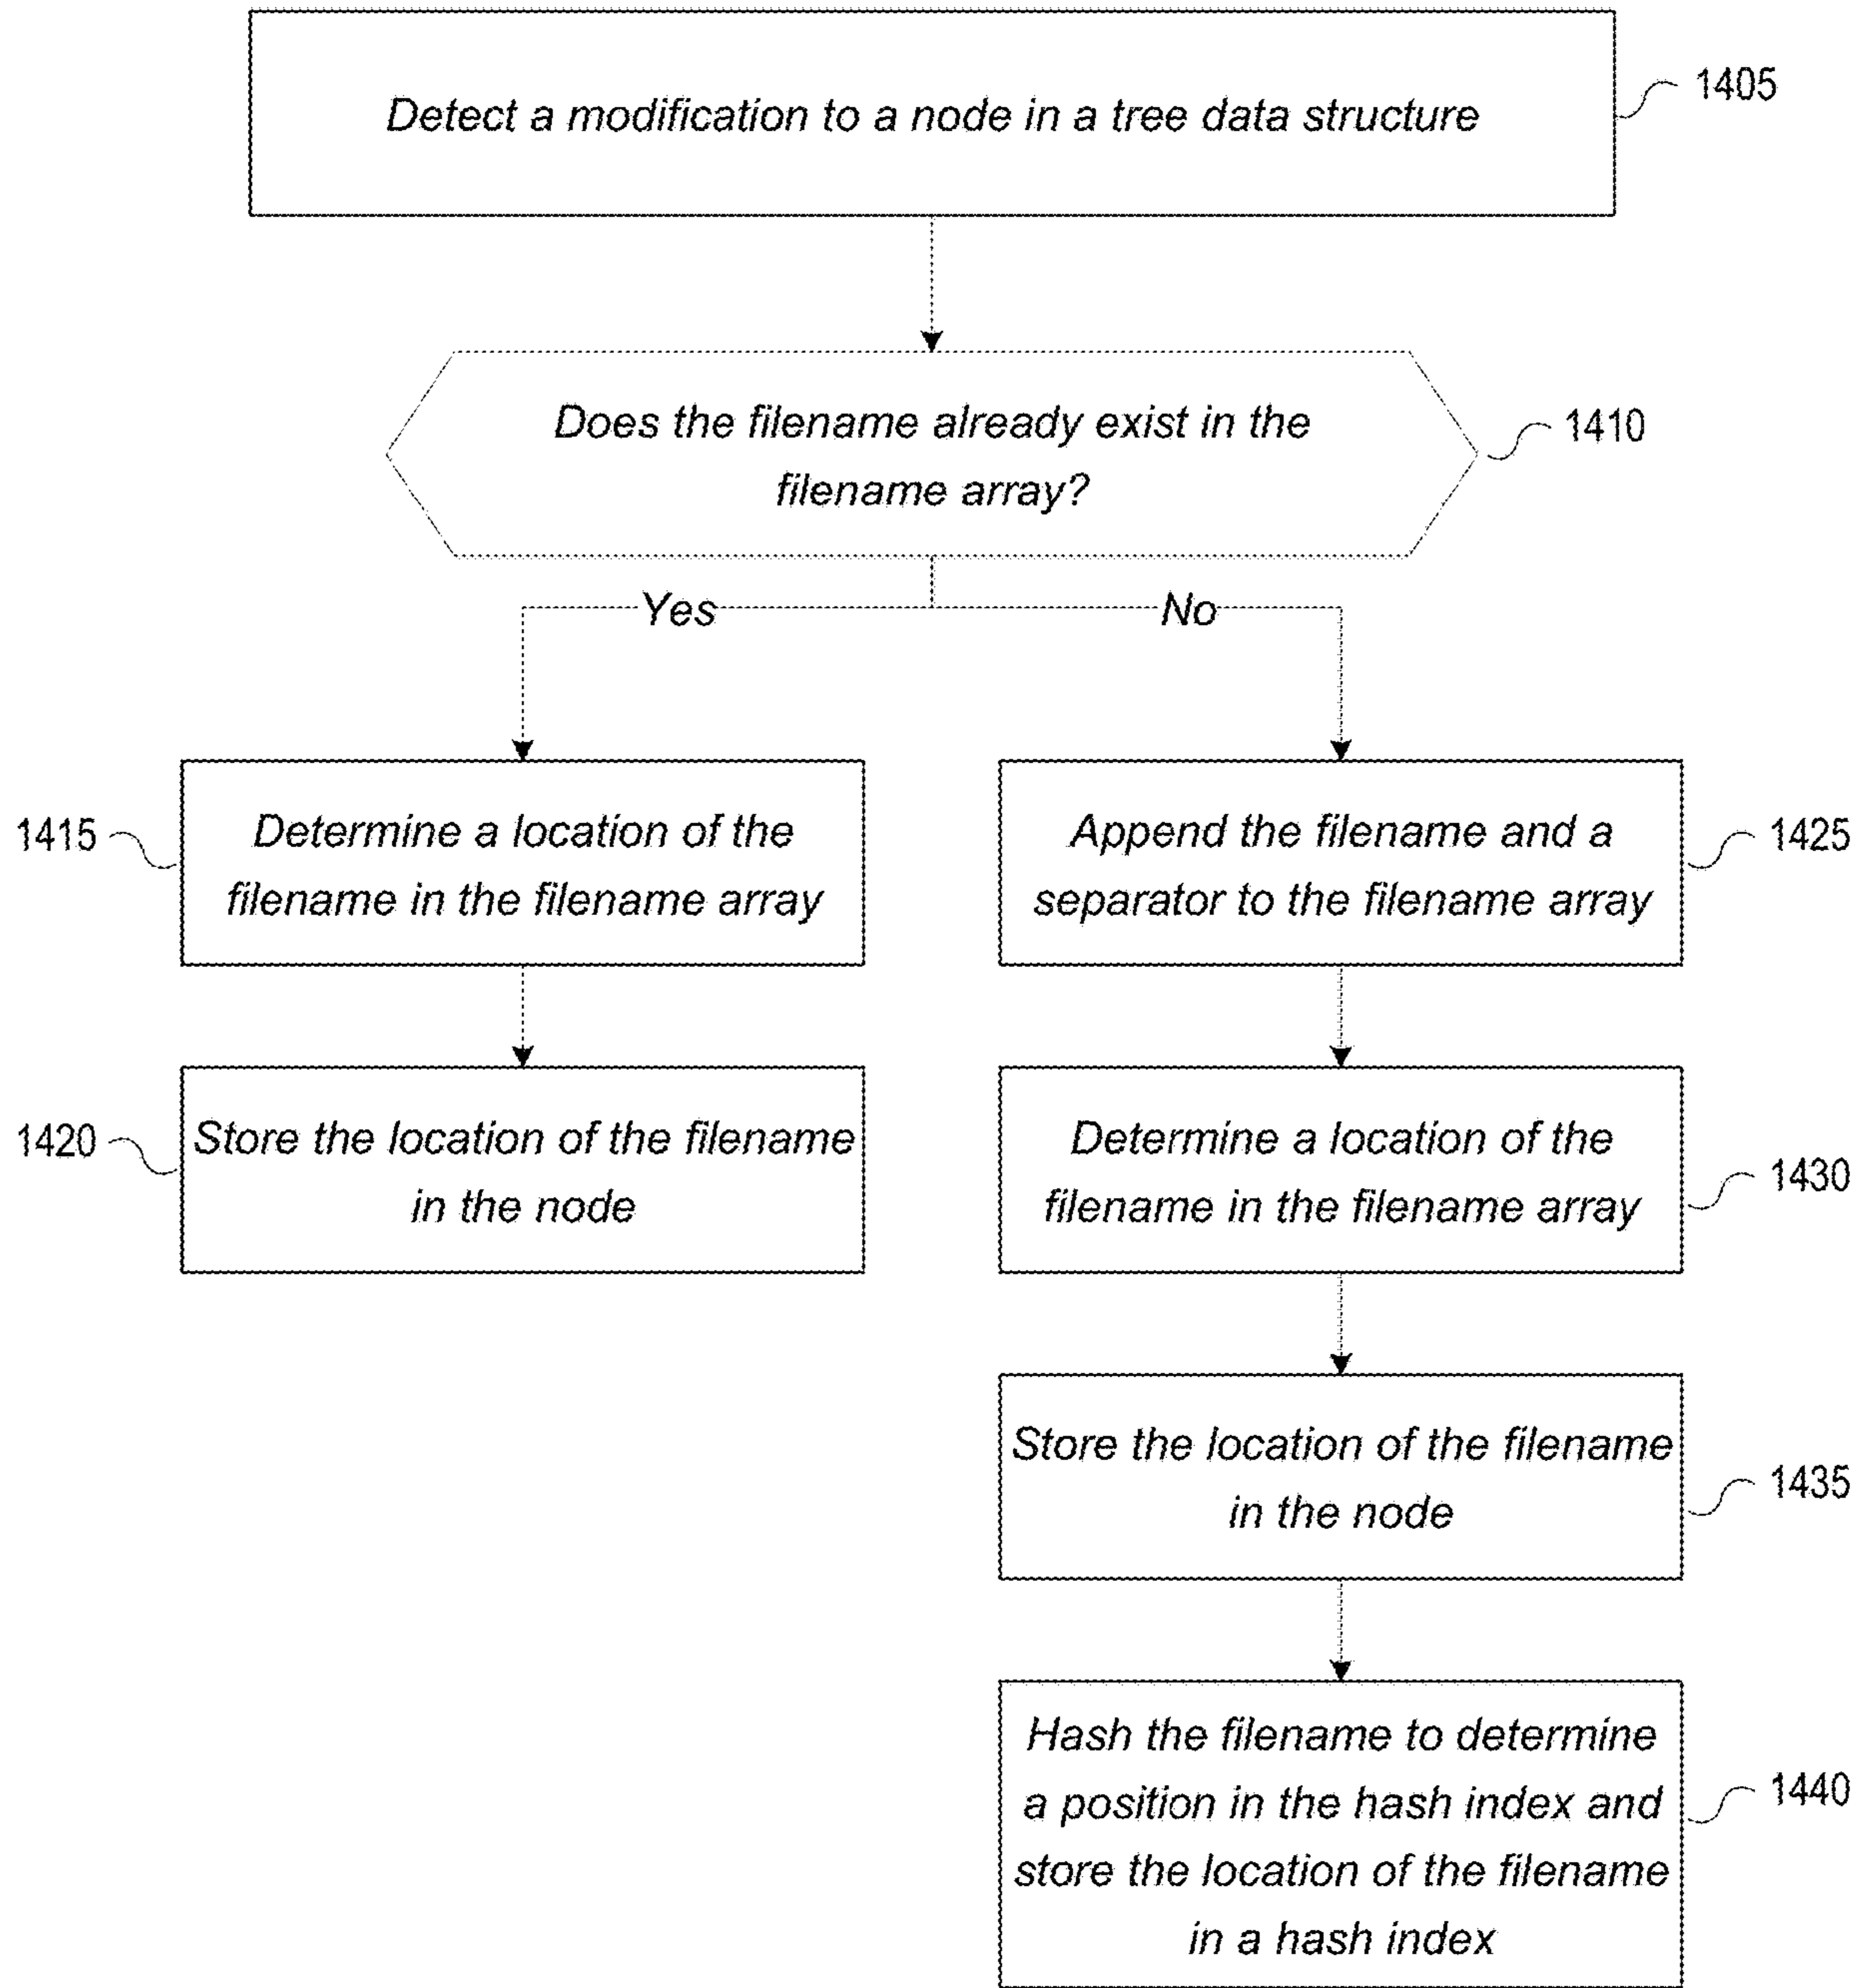 Detect a modification to a node in a tree data structure
1405
Does the filename already exist in the
filename array?
1410
Yes
No
1415
Determine a location of the
filename in the filename array
Append the filename and a
separator to the filename array
1425
1420
Store the location of the filename
in the node
Determine a location of the
filename in the filename array
1430
Store the location of the filename
in the node
1435
Hash the filename to determine
a position in the hash index and
store the location of the filename
in a hash index
1440